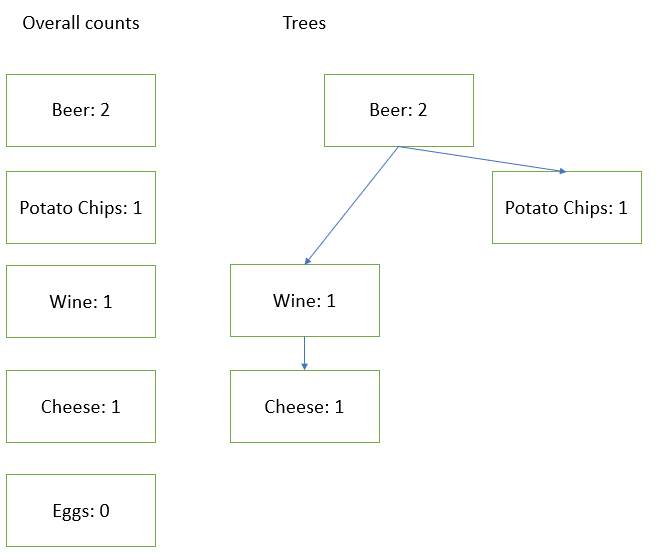 Overall counts
Trees
Beer: 2
Beer: 2
Potato Chips: 1
Potato Chips: 1
Wine: 1
Wine: 1
Cheese: 1
Cheese: 1
Eggs: 0